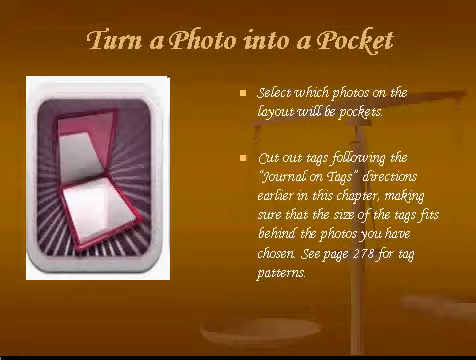 Turn a Photo into a Pocket
Select which photos on the
layout will be pockets.
Cut out tags following the
“Journal on Tags” directions
earlier in this chapter, making
sure that the size of the tags fits
behind the photos you have
chosen. See page 278 for tag
patterns.